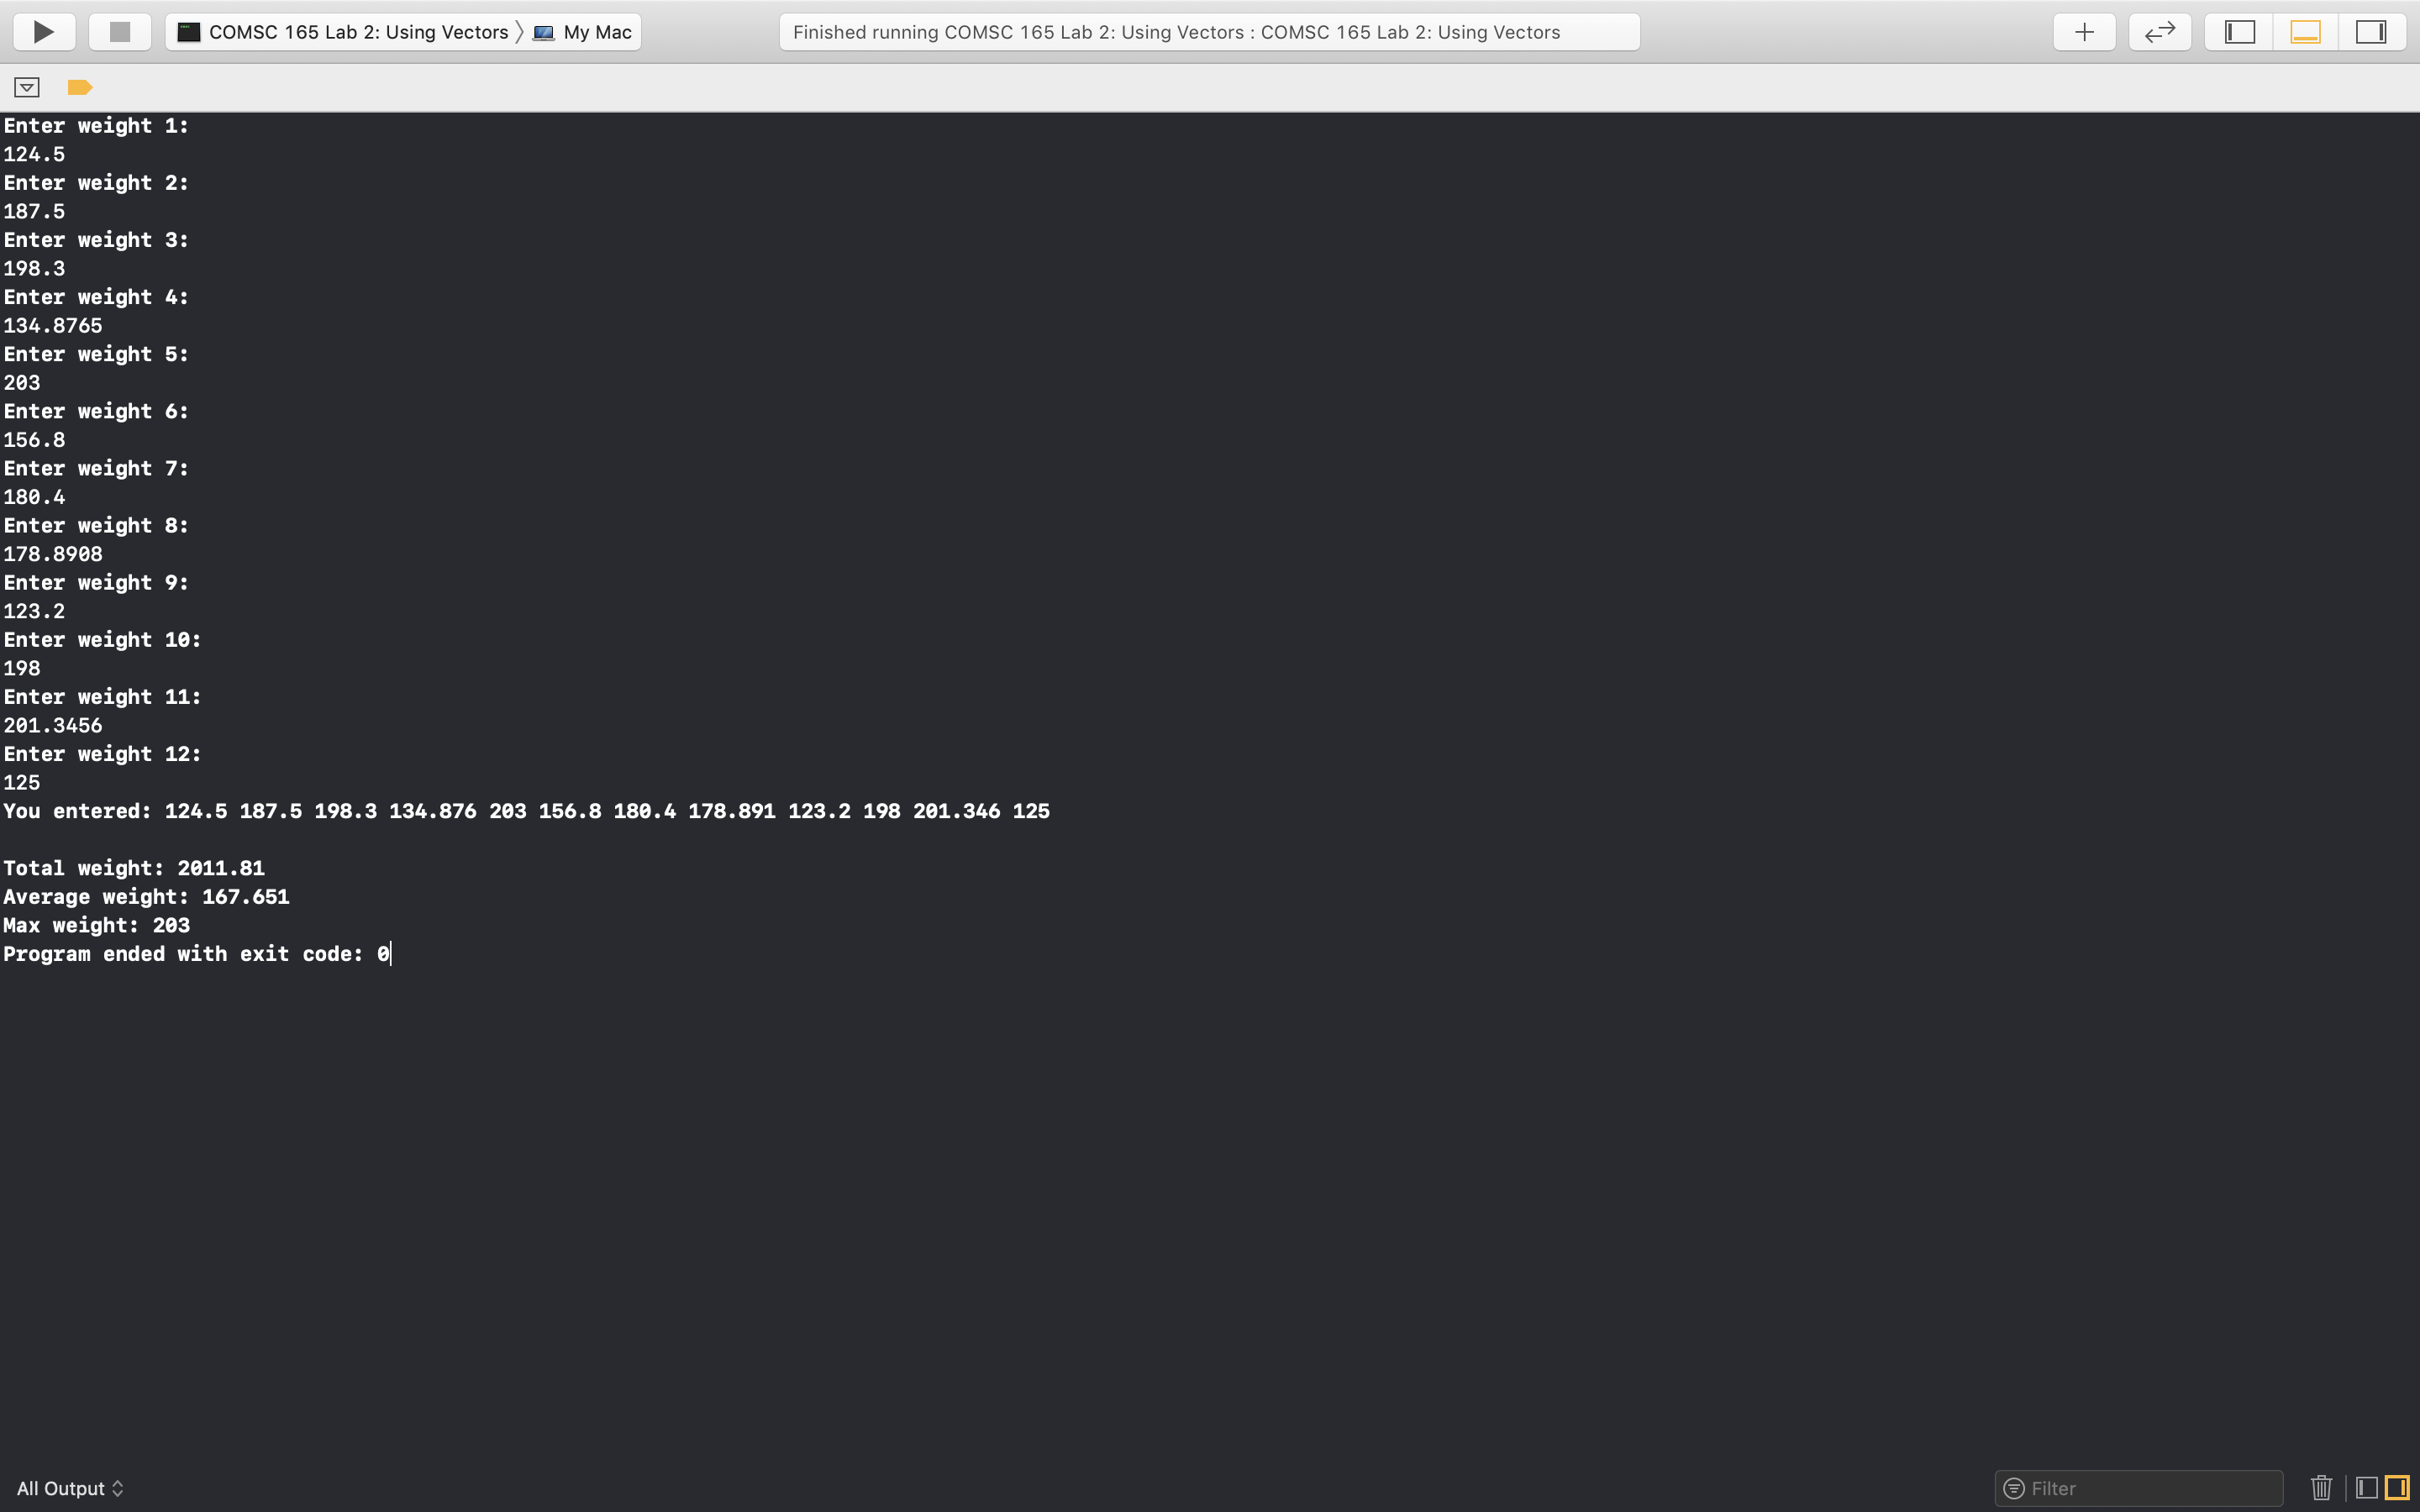 COMSC 165 Lab 2: Using Vectors My Mac Finished running COMSC 165 Lab 2: Using Vectors : COMSC 165 Lab 2: Using Vectors
Enter weight 1:
124.5
Enter weight 2:
187.5
Enter weight 3:
198.3
Enter weight 4:
134.8765
Enter weight 5:
203
Enter weight 6:
156.8
Enter weight 7:
180.4
Enter weight 8:
178.8908
Enter weight 9:
123.2
Enter weight 10:
198
Enter weight 11:
201.3456
Enter weight 12:
125
You entered: 124.5 187.5 198.3 134.876 203 156.8 180.4 178.891 123.2 198 201.346 125
Total weight: 2011.81
Average weight: 167.651
Max weight: 203
Program ended with exit code: 0
All Output Filter